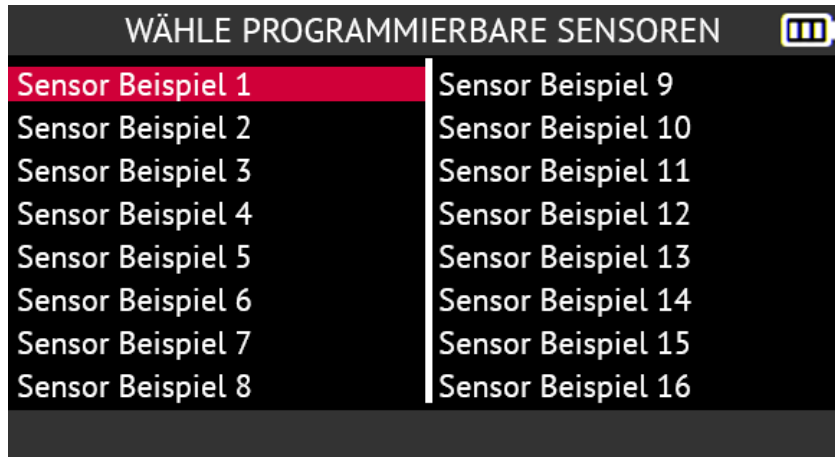 WÄHLE PROGRAMMIERBARE SENSOREN
Sensor Beispiel 1
Sensor Beispiel 2
Sensor Beispiel 3
Sensor Beispiel 4
Sensor Beispiel 5
Sensor Beispiel 6
Sensor Beispiel 7
Sensor Beispiel 8
Sensor Beispiel 9
Sensor Beispiel 10
Sensor Beispiel 11
Sensor Beispiel 12
Sensor Beispiel 13
Sensor Beispiel 14
Sensor Beispiel 15
Sensor Beispiel 16